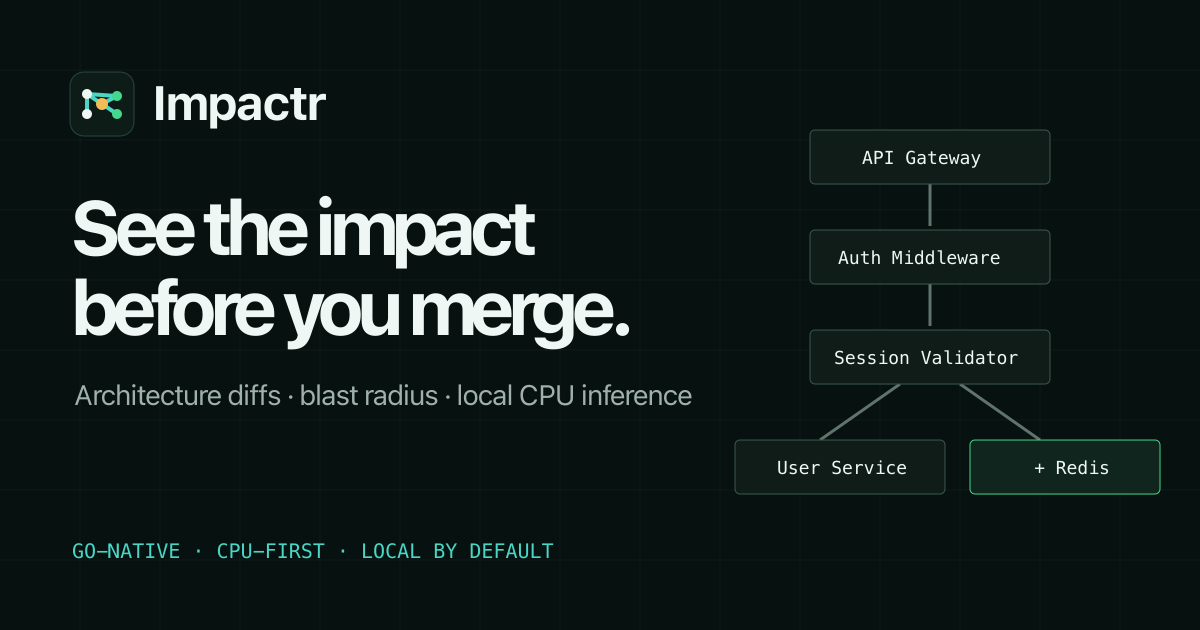 Impactr
See the impact
before you merge.
Architecture diffs · blast radius · local CPU inference
GO–NATIVE · CPU–FIRST · LOCAL BY DEFAULT
API Gateway
Auth Middleware
Session Validator
User Service
+ Redis